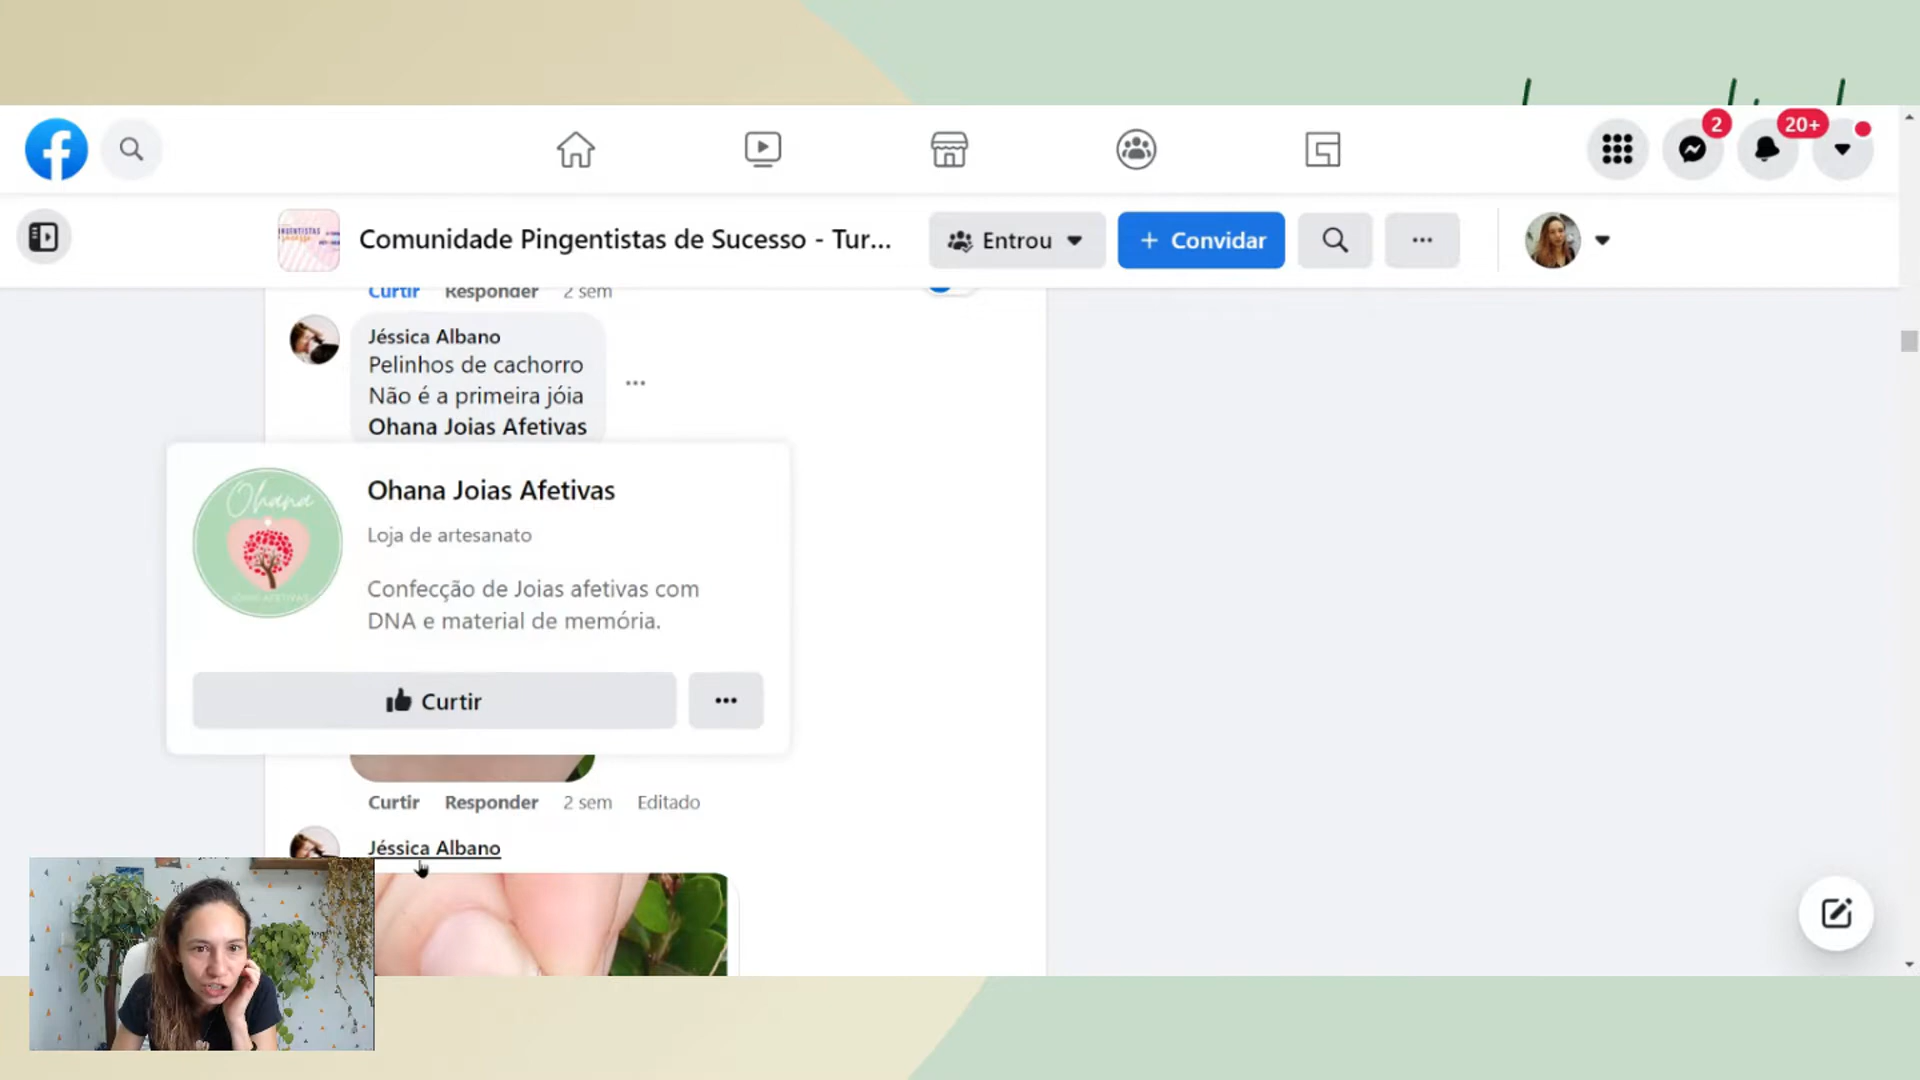 2
20+
Comunidade Pingentistas de Sucesso - Tur...
Entrou
+ Convidar
Curtir Responder 2 sem
Jéssica Albano
Pelinhos de cachorro
Não é a primeira jóia
Ohana Joias Afetivas
Ohana
Ohana Joias Afetivas
Loja de artesanato
Confecção de Joias afetivas com
DNA e material de memória.
Curtir
Curtir Responder 2 sem Editado
Jéssica Albano